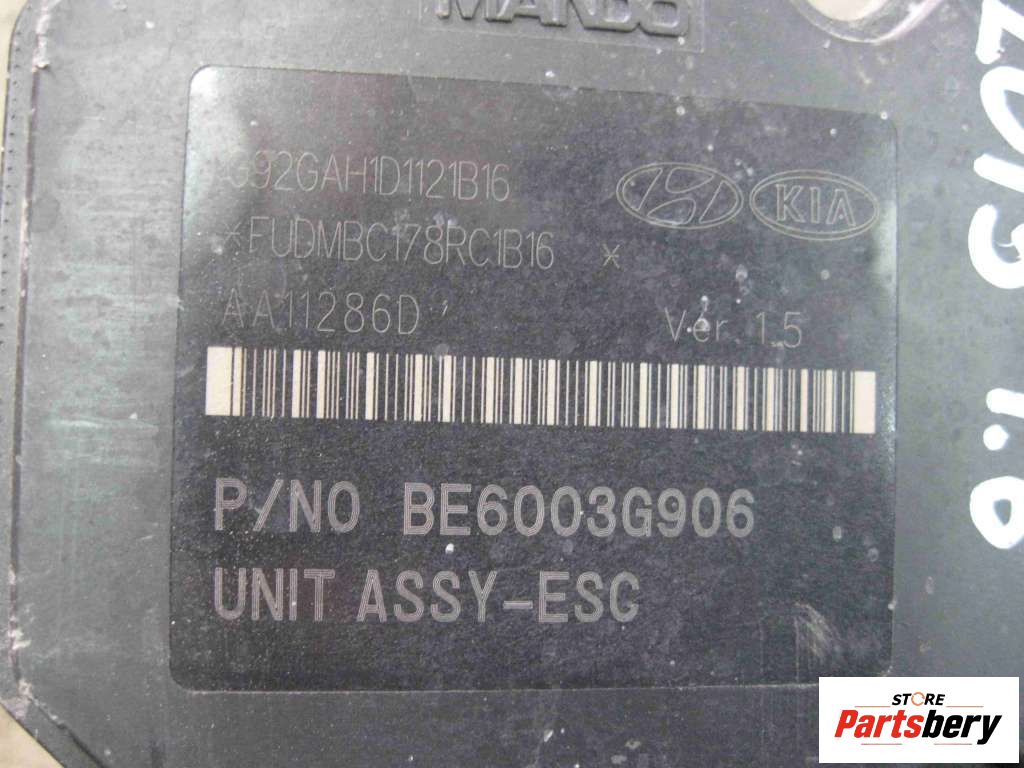 MANDO
G92GAH1D1121B16
*FUDMBC178RC1B16 *
AA11286D
KIA
Ver. 1.5
P/NO BE6003G906
UNIT ASSY-ESC
STORE
Partsbery